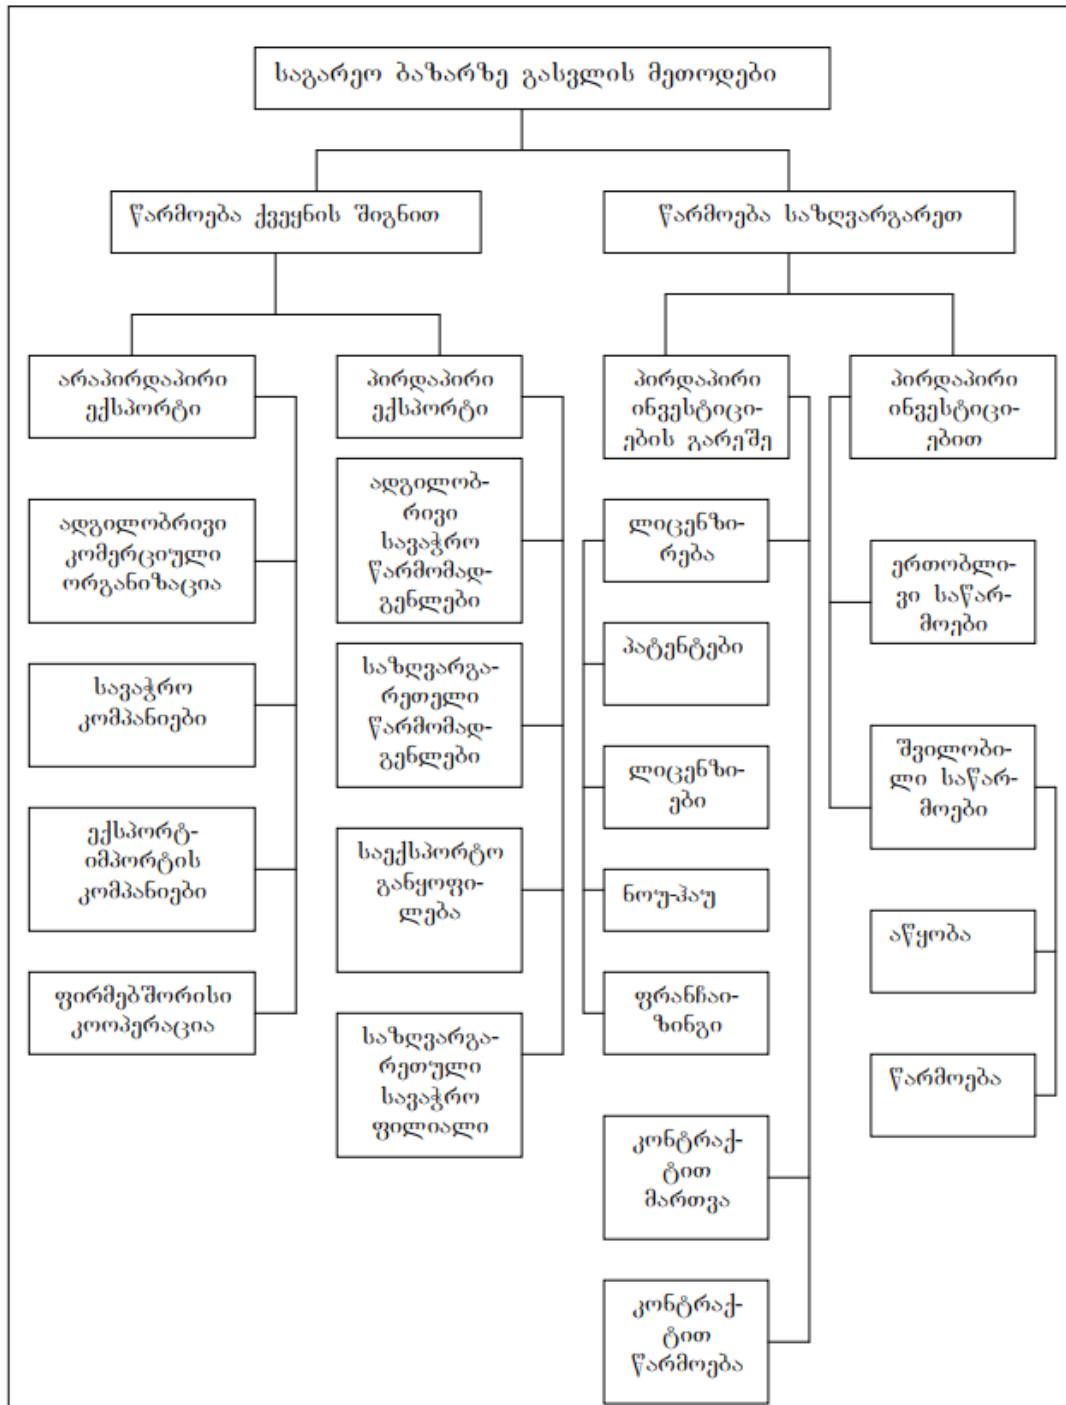 საგარეო ბაზარზე გასვლის მეთოდები
წარმოება ქვეყნის შიგნით
წარმოება საზღვარგარეთ
არაპირდაპირი
ექსპორტი
პირდაპირი
ექსპორტი
პირდაპირი
ინვესტიცი-
ების გარეშე
პირდაპირი
ინვესტიცი-
ებით
ადგილობრივი
კომერციული
ორგანიზაცია
სავაჭრო
კომპანიები
ექსპორტ-
იმპორტის
კომპანიები
ფირმებშორისი
კოოპერაცია
ადგილობ-
რივი
სავაჭრო
წარმომად-
გენლები
საზღვარგა-
რეთელი
წარმომად-
გენლები
საექსპორტო
განყოფი-
ლება
საზღვარგა-
რეთული
სავაჭრო
ფილიალი
ლიცენზი-
რება
პატენტები
ლიცენზი-
ები
ნოუ-ჰაუ
ფრანჩაი-
ზინგი
კონტრაქ-
ტით
მართვა
კონტრაქ-
ტით
წარმოება
ერთობლი-
ვი საწარ-
მოები
შვილობი-
ლი საწარ-
მოები
აწყობა
წარმოება